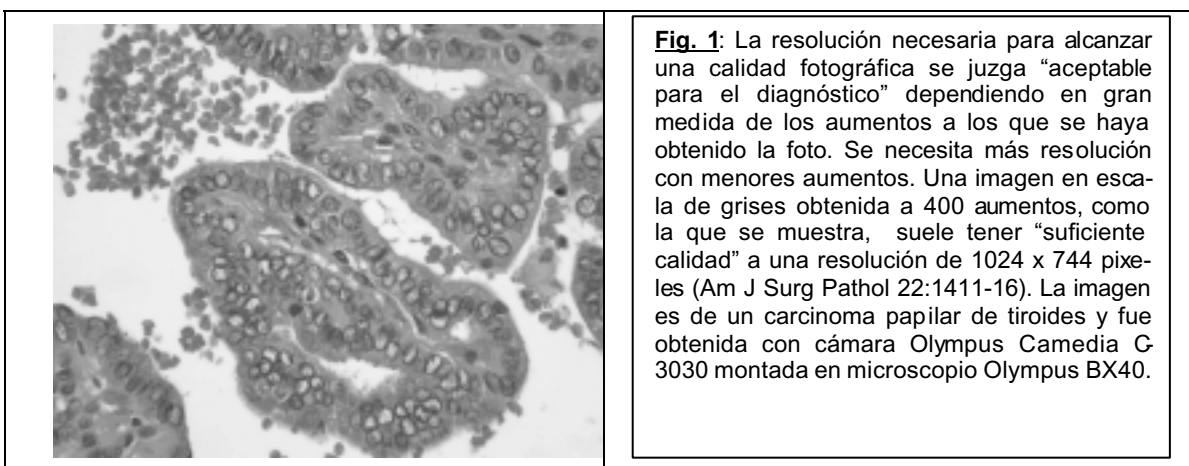 Fig. 1: La resolución necesaria para alcanzar
una calidad fotográfica se juzga “aceptable
para el diagnóstico” dependiendo en gran
medida de los aumentos a los que se haya
obtenido la foto. Se necesita más resolución
con menores aumentos. Una imagen en esca-
la de grises obtenida a 400 aumentos, como
la que se muestra, suele tener “suficiente
calidad” a una resolución de 1024 x 744 pixe-
les (Am J Surg Pathol 22:1411-16). La imagen
es de un carcinoma papilar de tiroides y fue
obtenida con cámara Olympus Camedia C-
3030 montada en microscopio Olympus BX40.